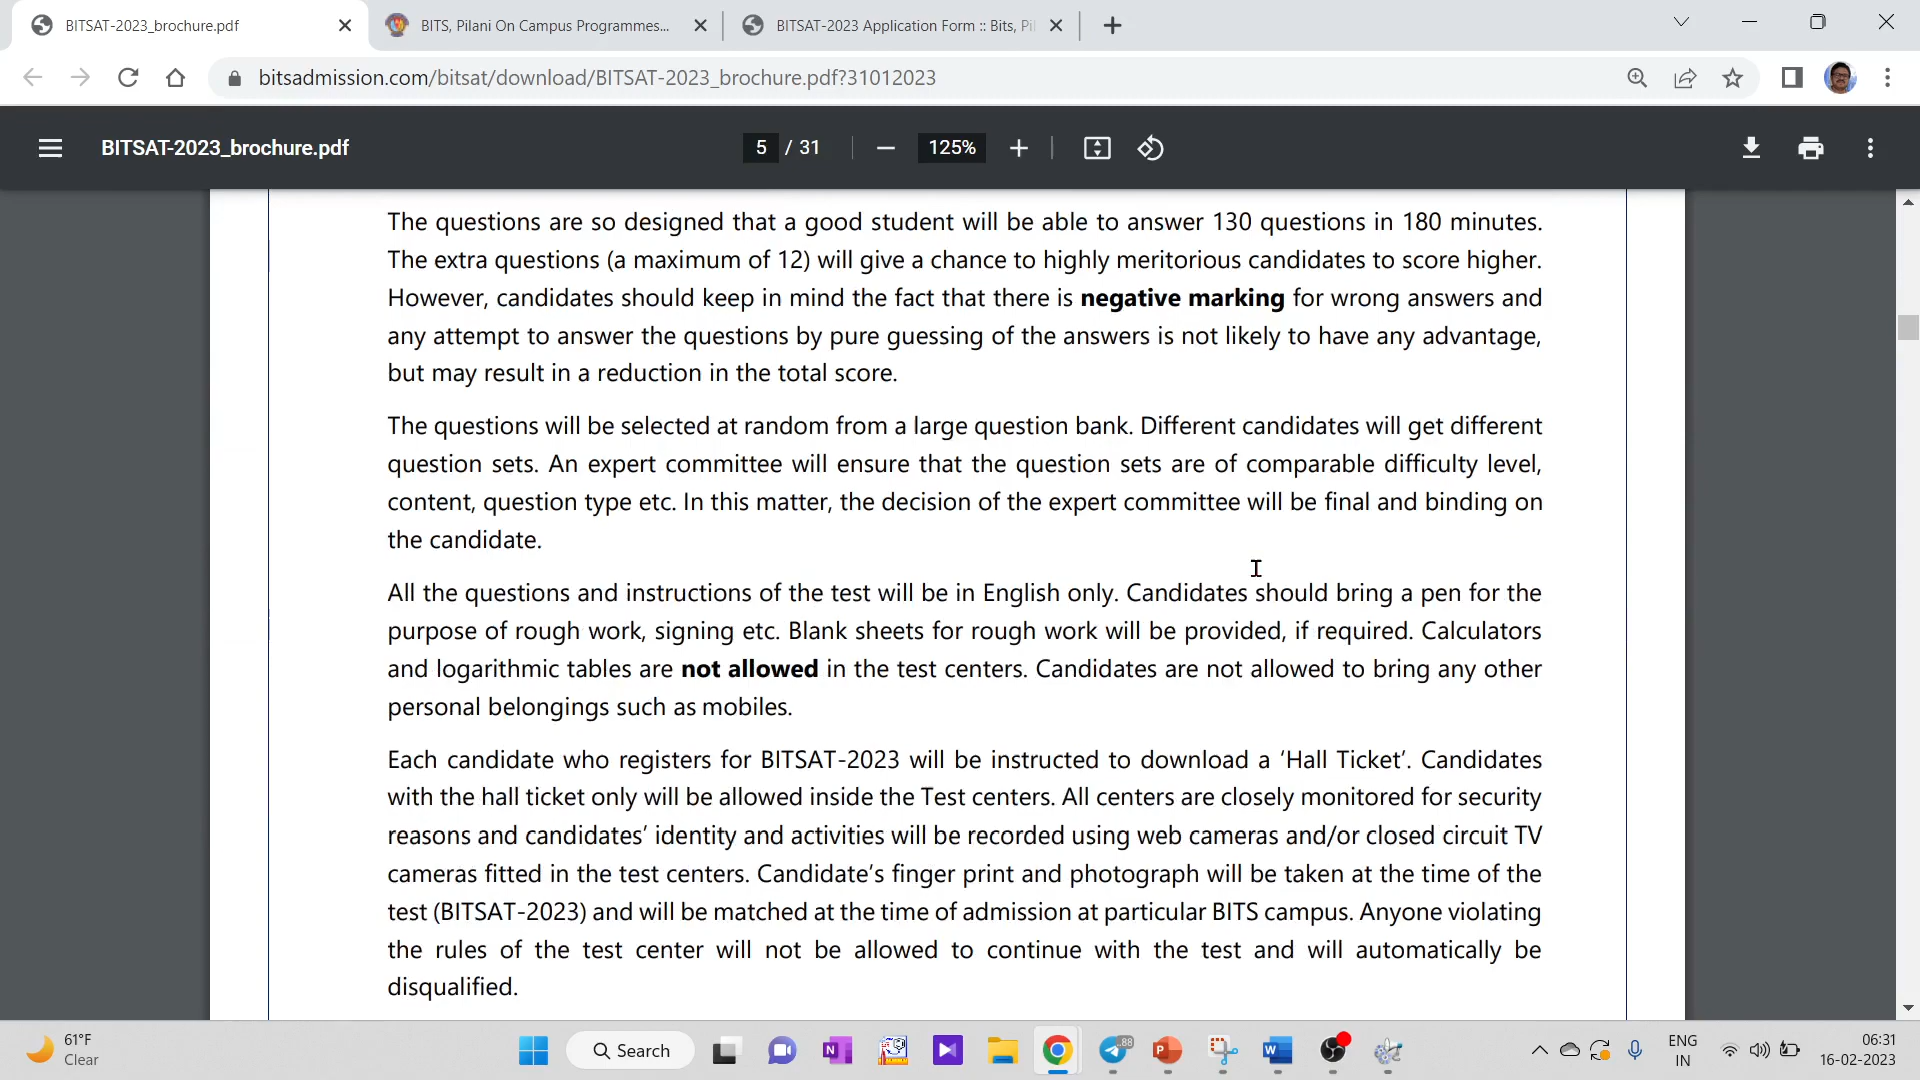 BITSAT-2023_brochure.pdf
BITS, Pilani On Campus Programmes...
BITSAT-2023 Application Form :: Bits, Pi
bitsadmission.com/bitsat/download/BITSAT-2023_brochure.pdf?31012023
BITSAT-2023_brochure.pdf
5 / 31
125%
The questions are so designed that a good student will be able to answer 130 questions in 180 minutes.
The extra questions (a maximum of 12) will give a chance to highly meritorious candidates to score higher.
However, candidates should keep in mind the fact that there is negative marking for wrong answers and
any attempt to answer the questions by pure guessing of the answers is not likely to have any advantage,
but may result in a reduction in the total score.
The questions will be selected at random from a large question bank. Different candidates will get different
question sets. An expert committee will ensure that the question sets are of comparable difficulty level,
content, question type etc. In this matter, the decision of the expert committee will be final and binding on
the candidate.
All the questions and instructions of the test will be in English only. Candidates should bring a pen for the
purpose of rough work, signing etc. Blank sheets for rough work will be provided, if required. Calculators
and logarithmic tables are not allowed in the test centers. Candidates are not allowed to bring any other
personal belongings such as mobiles.
Each candidate who registers for BITSAT-2023 will be instructed to download a ‘Hall Ticket’. Candidates
with the hall ticket only will be allowed inside the Test centers. All centers are closely monitored for security
reasons and candidates’ identity and activities will be recorded using web cameras and/or closed circuit TV
cameras fitted in the test centers. Candidate’s finger print and photograph will be taken at the time of the
test (BITSAT-2023) and will be matched at the time of admission at particular BITS campus. Anyone violating
the rules of the test center will not be allowed to continue with the test and will automatically be
disqualified.
61°F
Clear
Search
.88
ENG
IN
06:31
16-02-2023